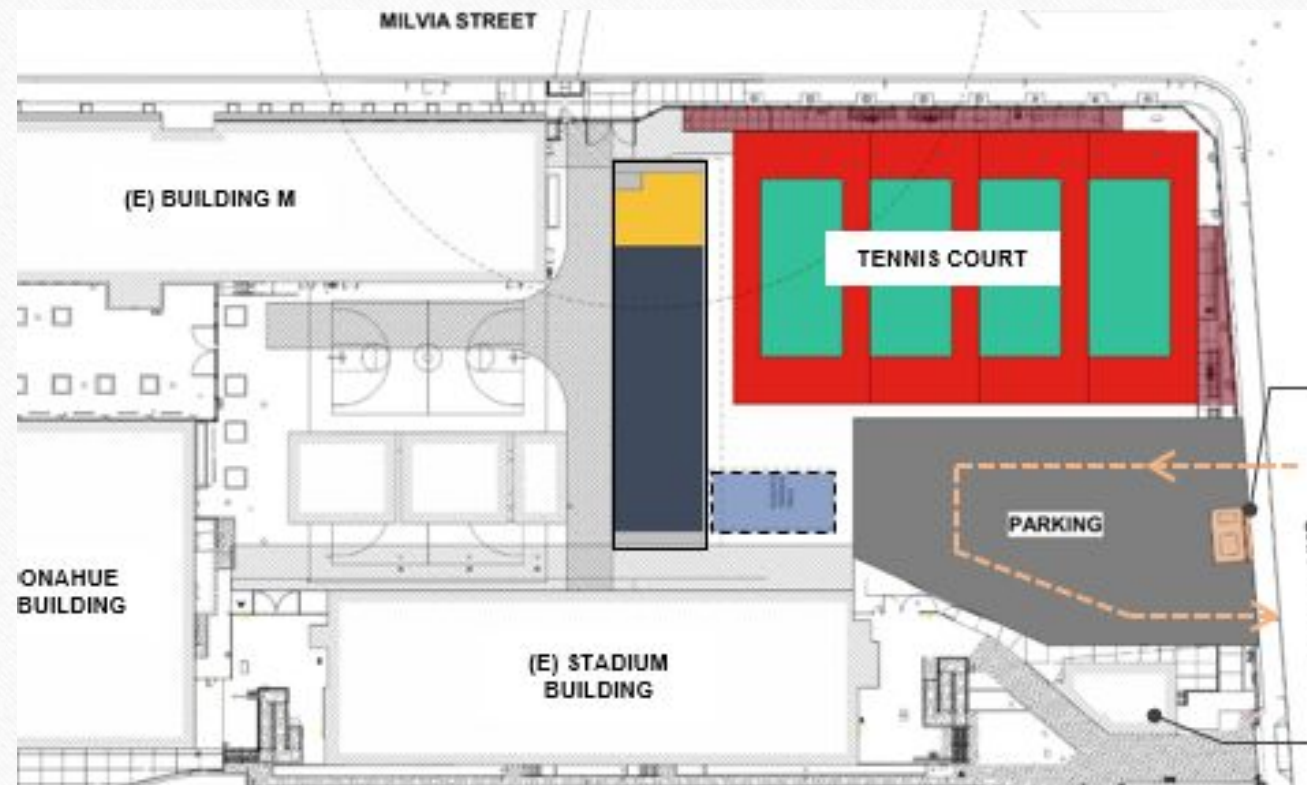 MILVIA STREET
(E) BUILDING M
TENNIS COURT
PARKING
ONAHUE
BUILDING
(E) STADIUM
BUILDING